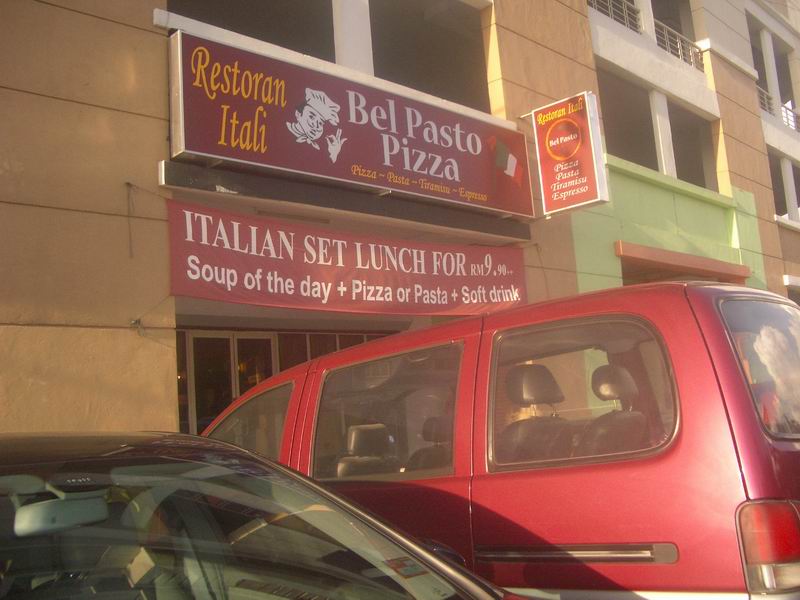 Restoran
Itali
Bel Pasto
Pizza
Pizza ~ Pasta ~ Tiramisu ~ Espresso
Restoran Itali
Bel Pasto
Pizza
Pasta
Tiramisu
Espresso
ITALIAN SET LUNCH FOR RM9.90++
Soup of the day + Pizza or Pasta + Soft drink